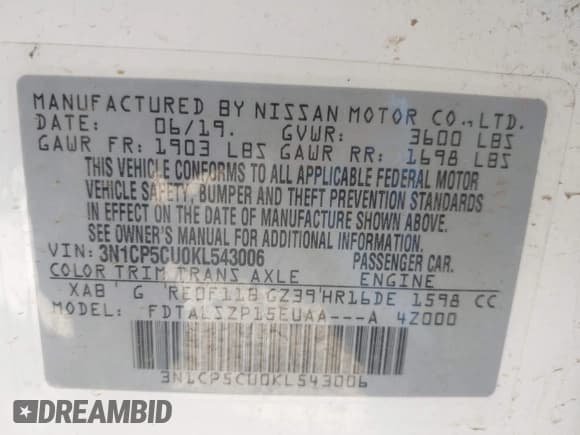 MANUFACTURED BY NISSAN MOTOR CO.,LTD.
DATE: 06/19. GVWR: 3600 LBS
GAWR FR: 1903 LBS GAWR RR: 1698 LBS
THIS VEHICLE CONFORMS TO ALL APPLICABLE FEDERAL MOTOR
VEHICLE SAFETY, BUMPER AND THEFT PREVENTION STANDARDS
IN EFFECT ON THE DATE OF MANUFACTURE SHOWN ABOVE.
SEE OWNER'S MANUAL FOR ADDITIONAL INFORMATION.
VIN: 3N1CP5CU0KL543006 PASSENGER CAR.
COLOR TRIM TRANS AXLE ENGINE
XAB G RE0F11B GZ39 HR16DE 1598 CC
FDTALSZP15EUAA---A 4Z000
3N1CP5CU0KL543006
DREAMBID